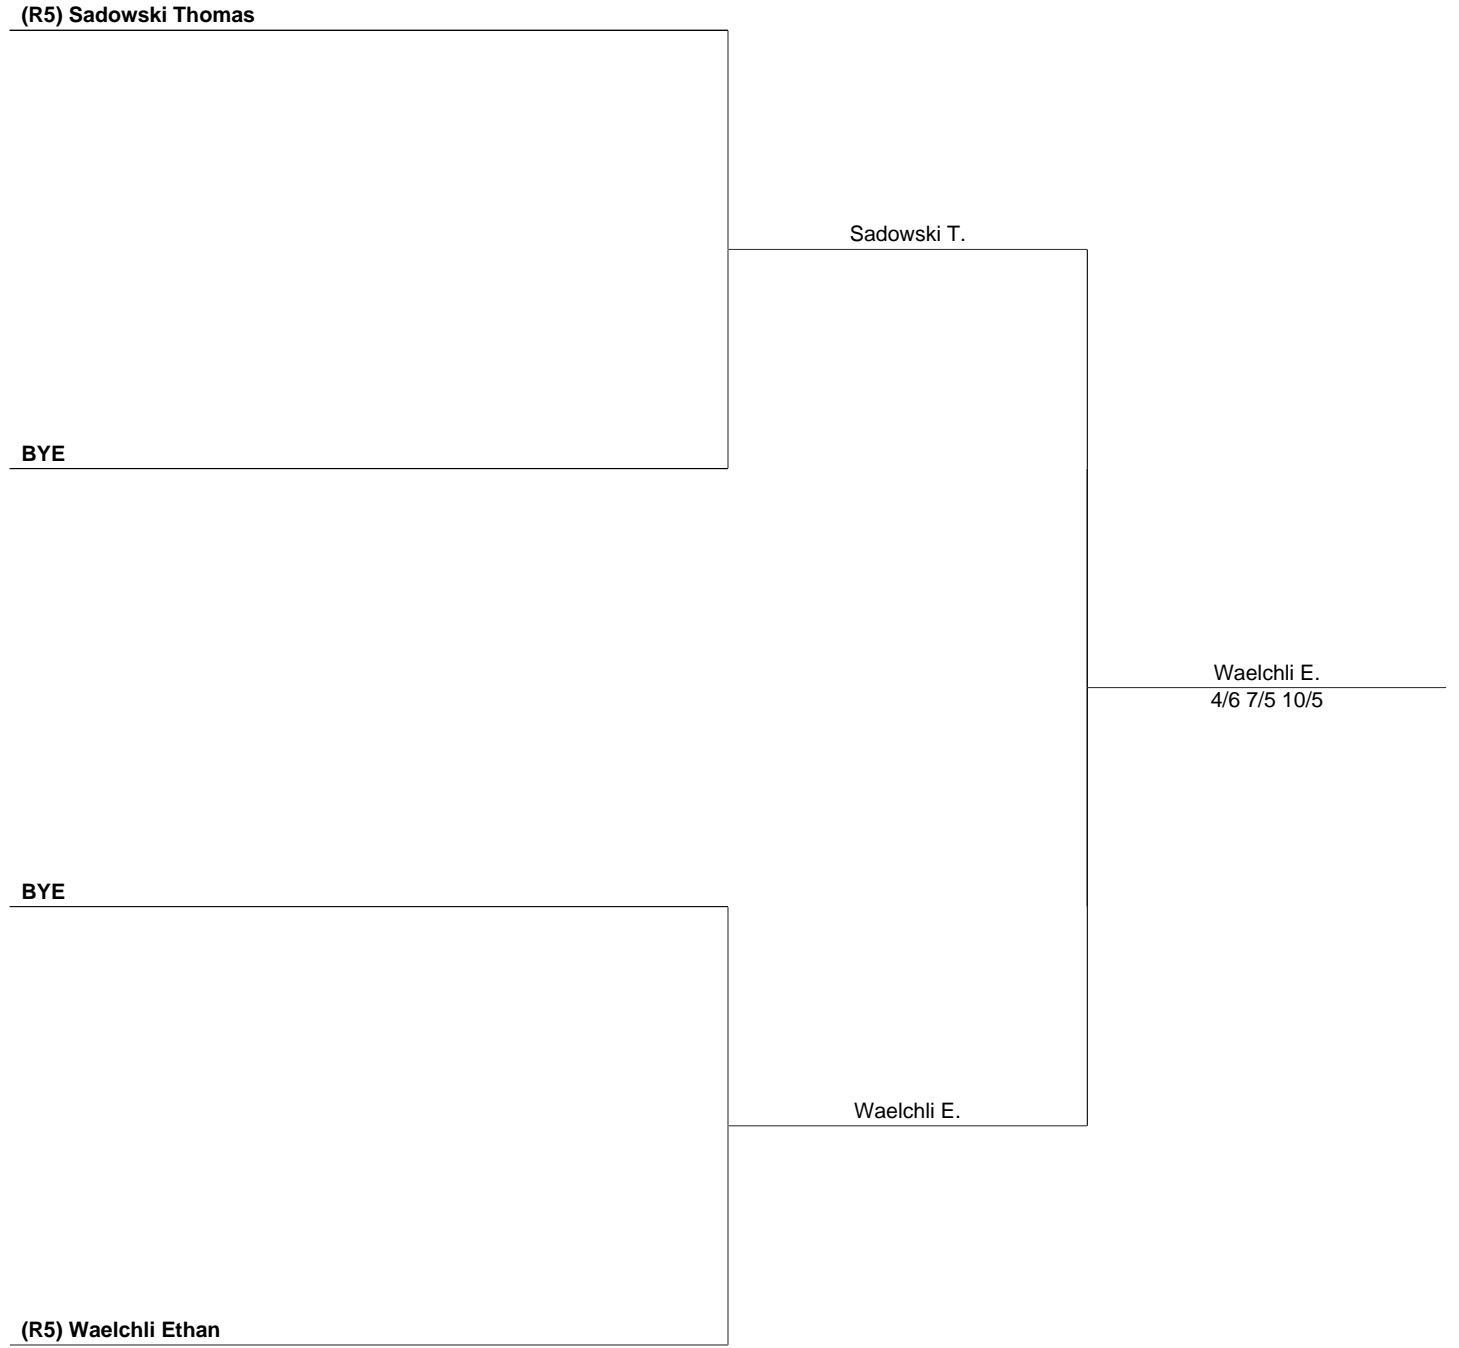 (R5) Sadowski Thomas
Sadowski T.
BYE
Waelchli E.
4/6 7/5 10/5
BYE
Waelchli E.
(R5) Waelchli Ethan